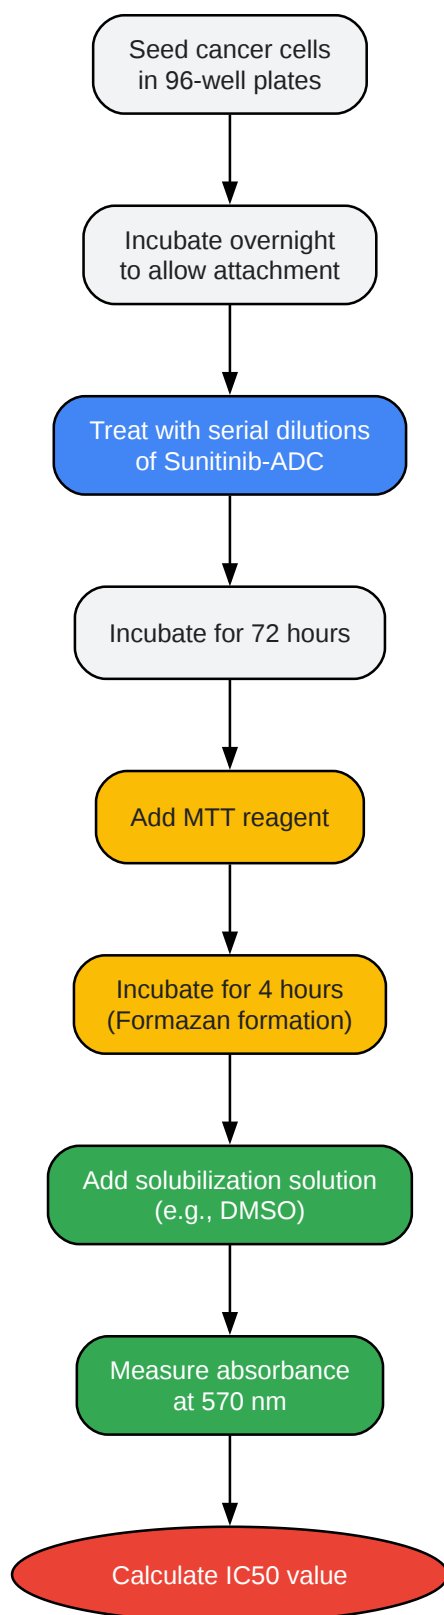 Seed cancer cells
in 96-well plates
Incubate overnight
to allow attachment
Treat with serial dilutions
of Sunitinib-ADC
Incubate for 72 hours
Add MTT reagent
Incubate for 4 hours
(Formazan formation)
Add solubilization solution
(e.g., DMSO)
Measure absorbance
at 570 nm
Calculate IC50 value